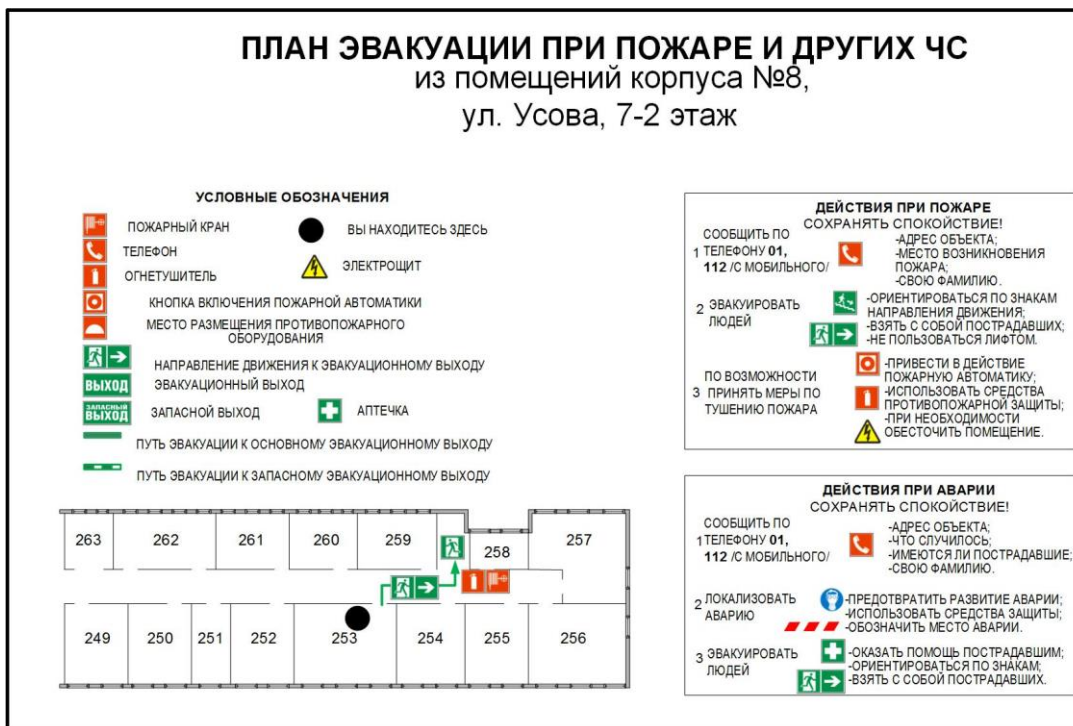 ПЛАН ЭВАКУАЦИИ ПРИ ПОЖАРЕ И ДРУГИХ ЧС
из помещений корпуса №8,
ул. Усова, 7-2 этаж
УСЛОВНЫЕ ОБОЗНАЧЕНИЯ
ПОЖАРНЫЙ КРАН
ВЫ НАХОДИТЕСЬ ЗДЕСЬ
ТЕЛЕФОН
ЭЛЕКТРОЩИТ
ОГНЕТУШИТЕЛЬ
КНОПКА ВКЛЮЧЕНИЯ ПОЖАРНОЙ АВТОМАТИКИ
МЕСТО РАЗМЕЩЕНИЯ ПРОТИВОПОЖАРНОГО
ОБОРУДОВАНИЯ
НАПРАВЛЕНИЕ ДВИЖЕНИЯ К ЭВАКУАЦИОННОМУ ВЫХОДУ
ВЫХОД
ЭВАКУАЦИОННЫЙ ВЫХОД
ЗАПАСНЫЙ
ВЫХОД
ЗАПАСНОЙ ВЫХОД
АПТЕЧКА
ПУТЬ ЭВАКУАЦИИ К ОСНОВНОМУ ЭВАКУАЦИОННОМУ ВЫХОДУ
ПУТЬ ЭВАКУАЦИИ К ЗАПАСНОМУ ЭВАКУАЦИОННОМУ ВЫХОДУ
263 262 261 260 259 258 257
249 250 251 252 253 254 255 256
ДЕЙСТВИЯ ПРИ ПОЖАРЕ
СОХРАНЯТЬ СПОКОЙСТВИЕ!
1 СООБЩИТЬ ПО
ТЕЛЕФОНУ 01,
112 /С МОБИЛЬНОГО/
-АДРЕС ОБЪЕКТА;
-МЕСТО ВОЗНИКНОВЕНИЯ
ПОЖАРА;
-СВОЮ ФАМИЛИЮ.
2 ЭВАКУИРОВАТЬ
ЛЮДЕЙ
-ОРИЕНТИРОВАТЬСЯ ПО ЗНАКАМ
НАПРАВЛЕНИЯ ДВИЖЕНИЯ;
-ВЗЯТЬ С СОБОЙ ПОСТРАДАВШИХ;
-НЕ ПОЛЬЗОВАТЬСЯ ЛИФТОМ.
3 ПО ВОЗМОЖНОСТИ
ПРИНЯТЬ МЕРЫ ПО
ТУШЕНИЮ ПОЖАРА
-ПРИВЕСТИ В ДЕЙСТВИЕ
ПОЖАРНУЮ АВТОМАТИКУ;
-ИСПОЛЬЗОВАТЬ СРЕДСТВА
ПРОТИВОПОЖАРНОЙ ЗАЩИТЫ;
-ПРИ НЕОБХОДИМОСТИ
ОБЕСТОЧИТЬ ПОМЕЩЕНИЕ.
ДЕЙСТВИЯ ПРИ АВАРИИ
СОХРАНЯТЬ СПОКОЙСТВИЕ!
1 СООБЩИТЬ ПО
ТЕЛЕФОНУ 01,
112 /С МОБИЛЬНОГО/
-АДРЕС ОБЪЕКТА;
-ЧТО СЛУЧИЛОСЬ;
-ИМЕЮТСЯ ЛИ ПОСТРАДАВШИЕ;
-СВОЮ ФАМИЛИЮ.
2 ЛОКАЛИЗОВАТЬ
АВАРИЮ
-ПРЕДОТВРАТИТЬ РАЗВИТИЕ АВАРИИ;
-ИСПОЛЬЗОВАТЬ СРЕДСТВА ЗАЩИТЫ;
-ОБОЗНАЧИТЬ МЕСТО АВАРИИ.
3 ЭВАКУИРОВАТЬ
ЛЮДЕЙ
-ОКАЗАТЬ ПОМОЩЬ ПОСТРАДАВШИМ;
-ОРИЕНТИРОВАТЬСЯ ПО ЗНАКАМ;
-ВЗЯТЬ С СОБОЙ ПОСТРАДАВШИХ.